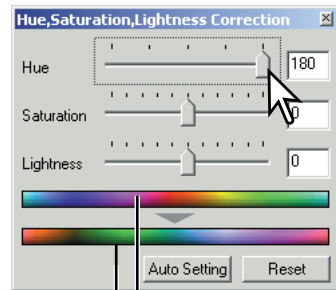 Hue,Saturation,Lightness Correction
Hue 180
Saturation 0
Lightness 0
Auto Setting Reset